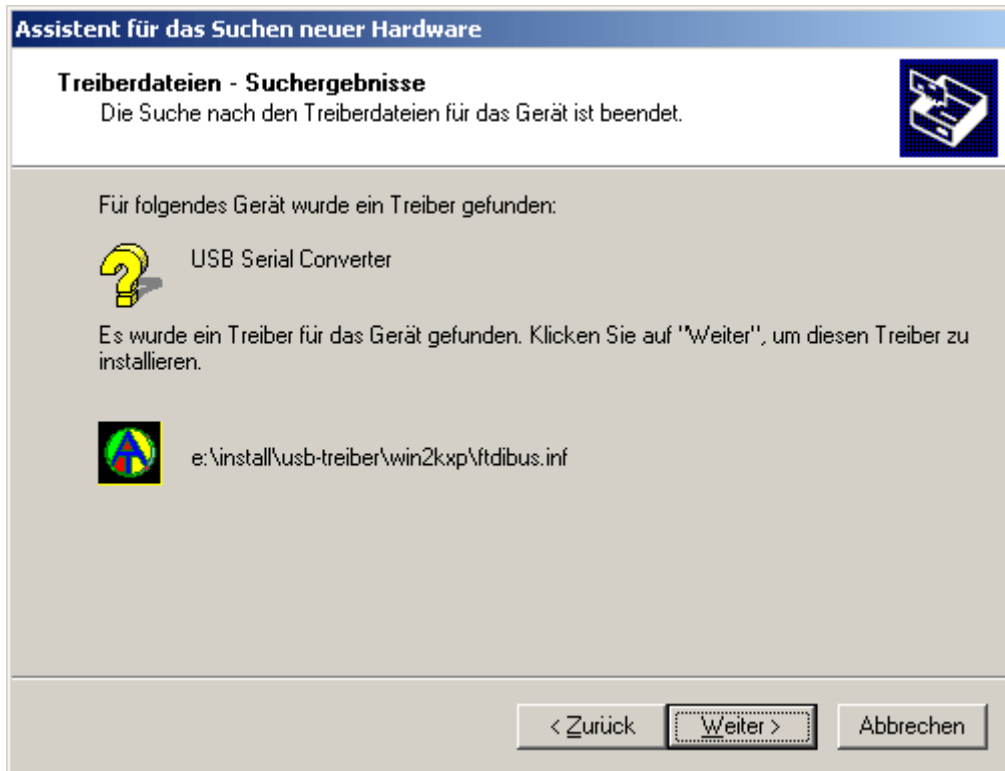 Assistent für das Suchen neuer Hardware
Treiberdateien - Suchergebnisse
Die Suche nach den Treiberdateien für das Gerät ist beendet.
Für folgendes Gerät wurde ein Treiber gefunden:
USB Serial Converter
Es wurde ein Treiber für das Gerät gefunden. Klicken Sie auf "Weiter", um diesen Treiber zu
installieren.
e:\install\usb-treiber\win2kxp\ftdibus.inf
< Zurück
Weiter >
Abbrechen